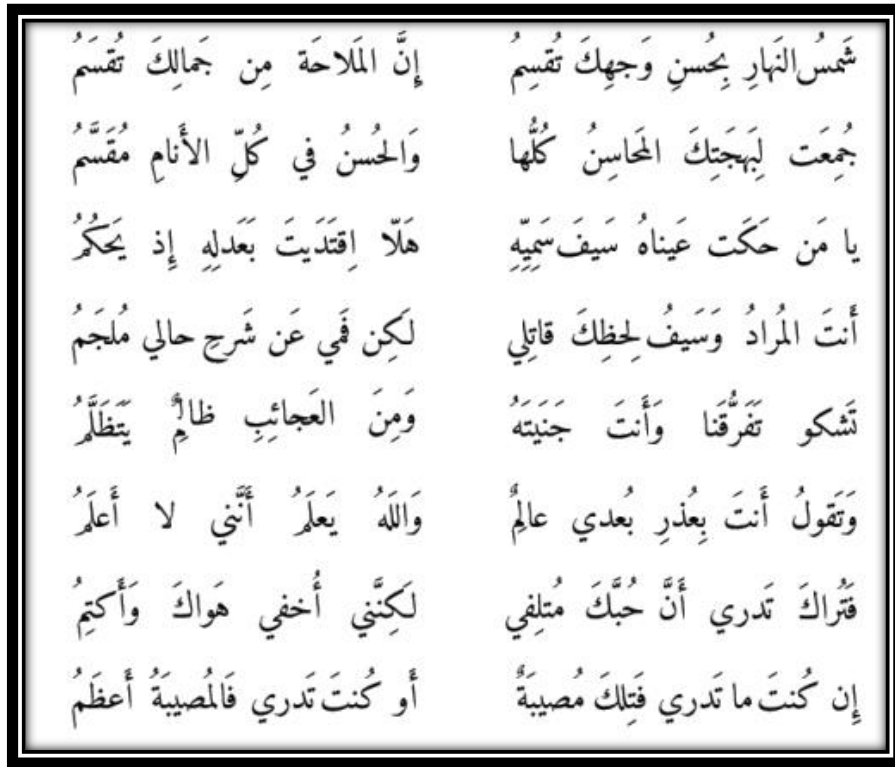 شَمسُ النَهارِ بِحُسنِ وَجهِكَ تُقسِمُ إِنَّ المَلاحَة مِن جَمالِكَ تُقسَمُ
جُمِعَت لِبَهجَتِكَ المَحاسِنُ كُلُّها وَالحُسنُ في كُلِّ الأَنامِ مُقَسَّمُ
يا مَن حَكَت عَيناهُ سَيفَ سَمِيِّهِ هَلّا اِقتَدَيتَ بَعَدلِهِ إِذ يَحكُمُ
أَنتَ المُرادُ وَسَيفُ لِحظِكَ قاتِلي لَكِن فَمي عَن شَرحِ حالي مُلجَمُ
تَشكو تَفَرُّقَنا وَأَنتَ جَنَيتَهُ وَمِنَ العَجائِبِ ظالِمٌ يَتَظَلَّمُ
وَتَقولُ أَنتَ بِعُذرِ بُعدي عالِمٌ وَاللَهُ يَعلَمُ أَنَّني لا أَعلَمُ
فَتُراكَ تَدري أَنَّ حُبَّكَ مُتلِفي لَكِنَّني أُخفي هَواكَ وَأَكتِمُ
إِن كُنتَ ما تَدري فَتِلكَ مُصيبَةٌ أَو كُنتَ تَدري فَالمُصيبَةُ أَعظَمُ